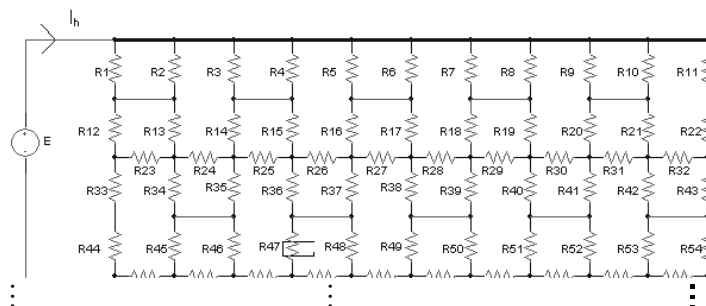 Ih
R1 R2 R3 R4 R5 R6 R7 R8 R9 R10 R11
E
R12 R13 R14 R15 R16 R17 R18 R19 R20 R21 R22
R23 R24 R25 R26 R27 R28 R29 R30 R31 R32
R33 R34 R35 R36 R37 R38 R39 R40 R41 R42 R43
R44 R45 R46 R47 R48 R49 R50 R51 R52 R53 R54